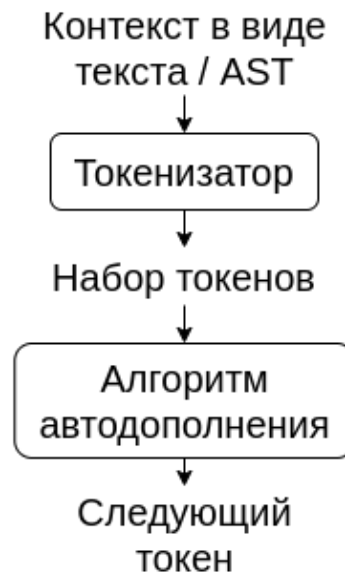 Контекст в виде
текста / AST
Токенизатор
Набор токенов
Алгоритм
автодополнения
Следующий
токен